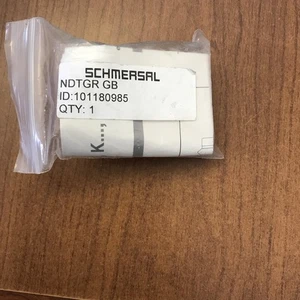 SCHMERSAL
NDTGR GB
ID:101180985
QTY: 1